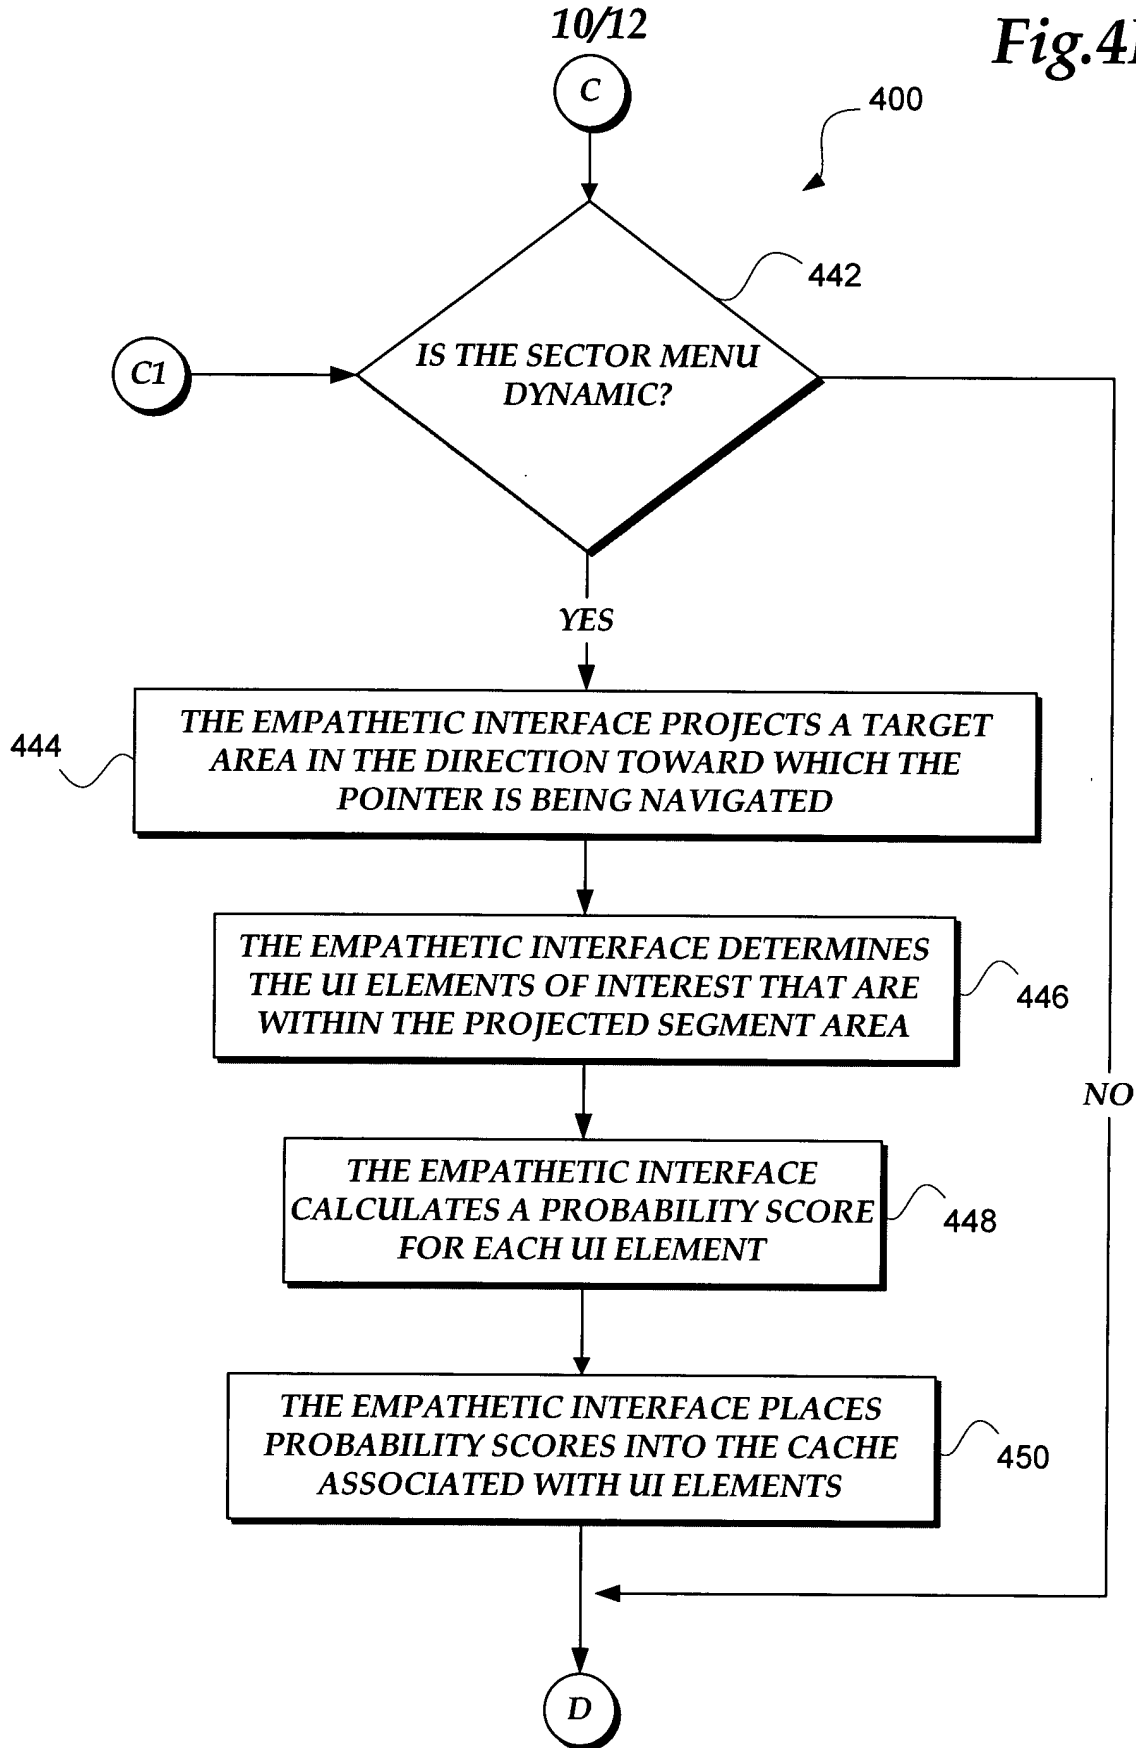 10/12
Fig.4
C
400
442
IS THE SECTOR MENU
DYNAMIC?
C1
YES
THE EMPATHETIC INTERFACE PROJECTS A TARGET
AREA IN THE DIRECTION TOWARD WHICH THE
POINTER IS BEING NAVIGATED
444
THE EMPATHETIC INTERFACE DETERMINES
THE UI ELEMENTS OF INTEREST THAT ARE
WITHIN THE PROJECTED SEGMENT AREA
446
NO
THE EMPATHETIC INTERFACE
CALCULATES A PROBABILITY SCORE
FOR EACH UI ELEMENT
448
THE EMPATHETIC INTERFACE PLACES
PROBABILITY SCORES INTO THE CACHE
ASSOCIATED WITH UI ELEMENTS
450
D